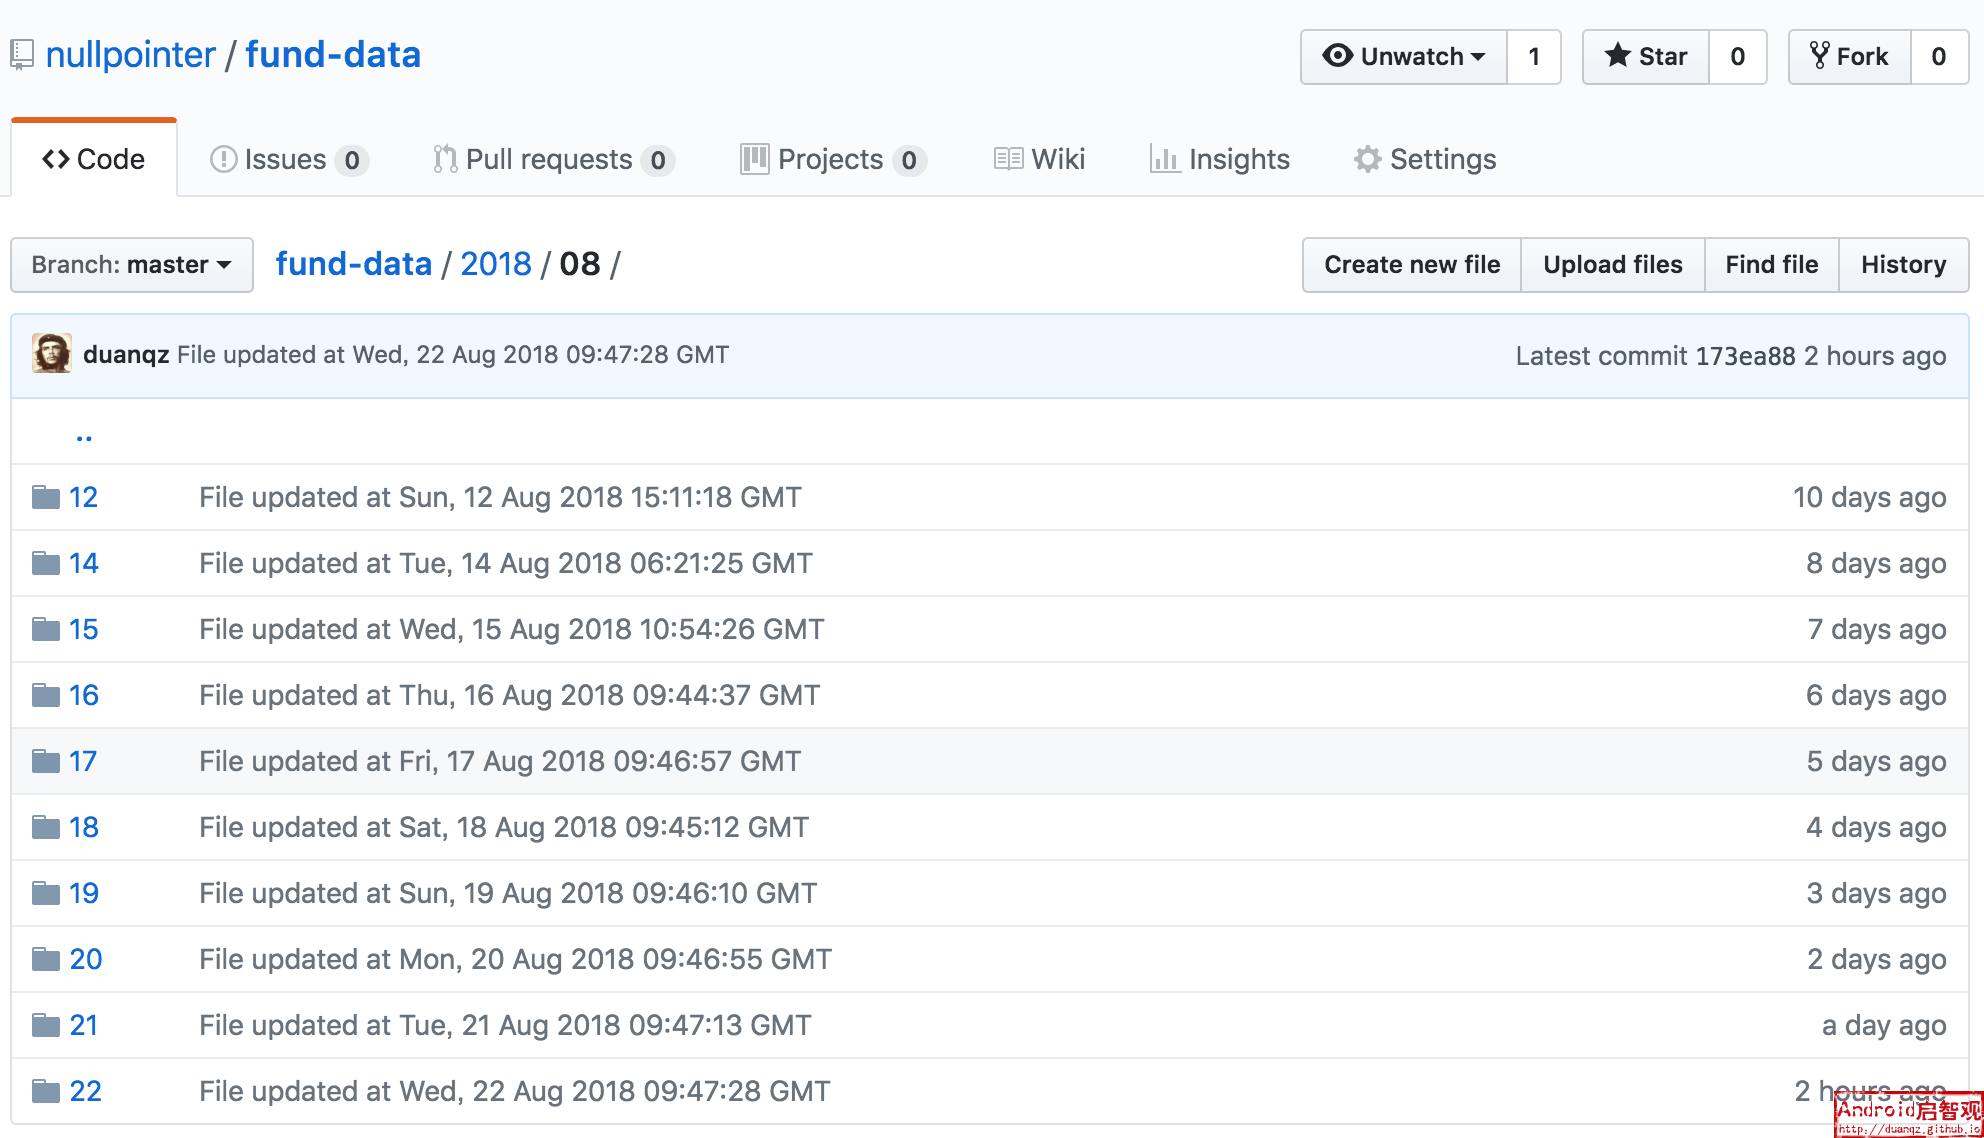 nullpointer / fund-data
Unwatch 1 Star 0 Fork 0
Code Issues 0 Pull requests 0 Projects 0 Wiki Insights Settings
Branch: master fund-data / 2018 / 08 / Create new file Upload files Find file History
duanqz File updated at Wed, 22 Aug 2018 09:47:28 GMT Latest commit 173ea88 2 hours ago
..
12 File updated at Sun, 12 Aug 2018 15:11:18 GMT 10 days ago
14 File updated at Tue, 14 Aug 2018 06:21:25 GMT 8 days ago
15 File updated at Wed, 15 Aug 2018 10:54:26 GMT 7 days ago
16 File updated at Thu, 16 Aug 2018 09:44:37 GMT 6 days ago
17 File updated at Fri, 17 Aug 2018 09:46:57 GMT 5 days ago
18 File updated at Sat, 18 Aug 2018 09:45:12 GMT 4 days ago
19 File updated at Sun, 19 Aug 2018 09:46:10 GMT 3 days ago
20 File updated at Mon, 20 Aug 2018 09:46:55 GMT 2 days ago
21 File updated at Tue, 21 Aug 2018 09:47:13 GMT a day ago
22 File updated at Wed, 22 Aug 2018 09:47:28 GMT 2 hours ago
Android启智观
http://duanqz.github.io